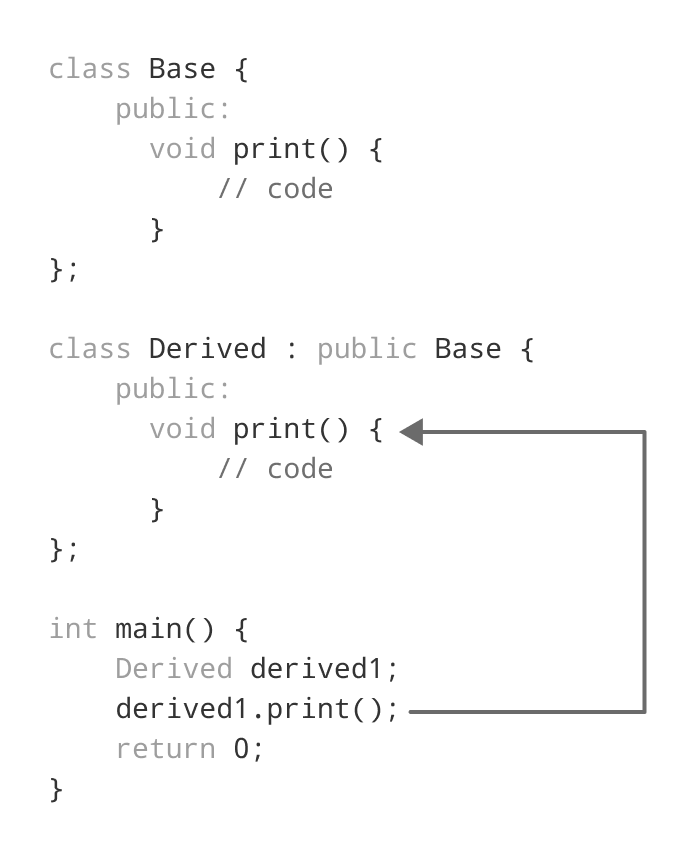 class Base {
    public:
      void print() {
          // code
      }
};

class Derived : public Base {
    public:
      void print() {
          // code
      }
};

int main() {
    Derived derived1;
    derived1.print();
    return 0;
}